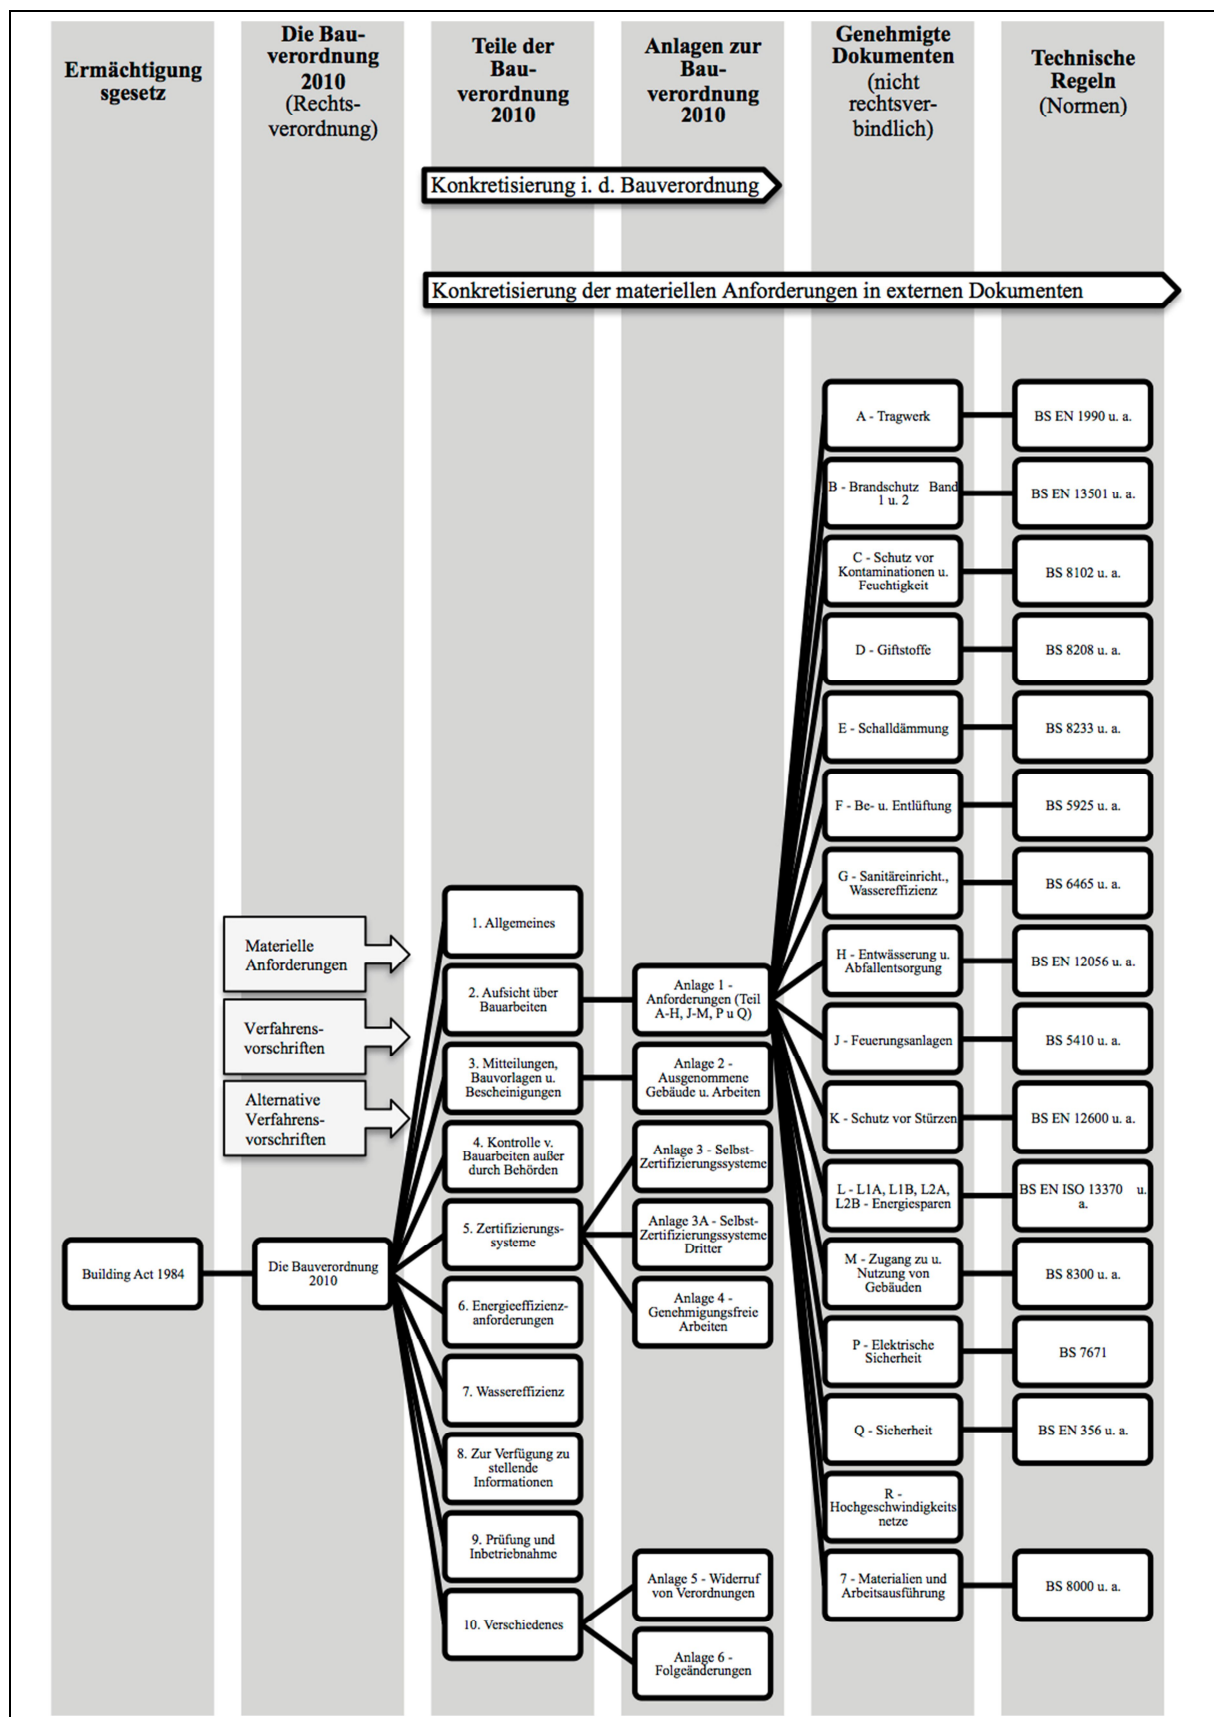 Ermächtigung
sgesetz
Die Bau-
verordnung
2010
(Rechts-
verordnung)
Teile der
Bau-
verordnung
2010
Anlagen zur
Bau-
verordnung
2010
Genehmigte
Dokumenten
(nicht
rechtsver-
bindlich)
Technische
Regeln
(Normen)
Konkretisierung i. d. Bauverordnung
Konkretisierung der materiellen Anforderungen in externen Dokumenten
Materielle
Anforderungen
Verfahrens-
vorschriften
Alternative
Verfahrens-
vorschriften
Building Act 1984
Die Bauverordnung
2010
1. Allgemeines
2. Aufsicht über
Bauarbeiten
3. Mitteilungen,
Bauvorlagen u.
Bescheinigungen
4. Kontrolle v.
Bauarbeiten außer
durch Behörden
5. Zertifizierungs-
systeme
6. Energieeffizienz-
anforderungen
7. Wassereffizienz
8. Zur Verfügung zu
stellende
Informationen
9. Prüfung und
Inbetriebnahme
10. Verschiedenes
Anlage 1 -
Anforderungen (Teil
A-H, J-M, P u Q)
Anlage 2 -
Ausgenommene
Gebäude u. Arbeiten
Anlage 3 - Selbst-
Zertifizierungssysteme
Anlage 3A - Selbst-
Zertifizierungssysteme
Dritter
Anlage 4 -
Genehmigungsfreie
Arbeiten
Anlage 5 - Widerruf
von Verordnungen
Anlage 6 -
Folgeänderungen
A - Tragwerk
B - Brandschutz Band
1 u. 2
C - Schutz vor
Kontaminationen u.
Feuchtigkeit
D - Giftstoffe
E - Schalldämmung
F - Be- u. Entlüftung
G - Sanitäreinricht.,
Wassereffizienz
H - Entwässerung u.
Abfallentsorgung
J - Feuerungsanlagen
K - Schutz vor Stürzen
L - L1A, L1B, L2A,
L2B - Energiesparen
M - Zugang zu u.
Nutzung von
Gebäuden
P - Elektrische
Sicherheit
Q - Sicherheit
R -
Hochgeschwindigkeits
netze
7 - Materialien und
Arbeitsausführung
BS EN 1990 u. a.
BS EN 13501 u. a.
BS 8102 u. a.
BS 8208 u. a.
BS 8233 u. a.
BS 5925 u. a.
BS 6465 u. a.
BS EN 12056 u. a.
BS 5410 u. a.
BS EN 12600 u. a.
BS EN ISO 13370 u.
a.
BS 8300 u. a.
BS 7671
BS EN 356 u. a.
BS 8000 u. a.